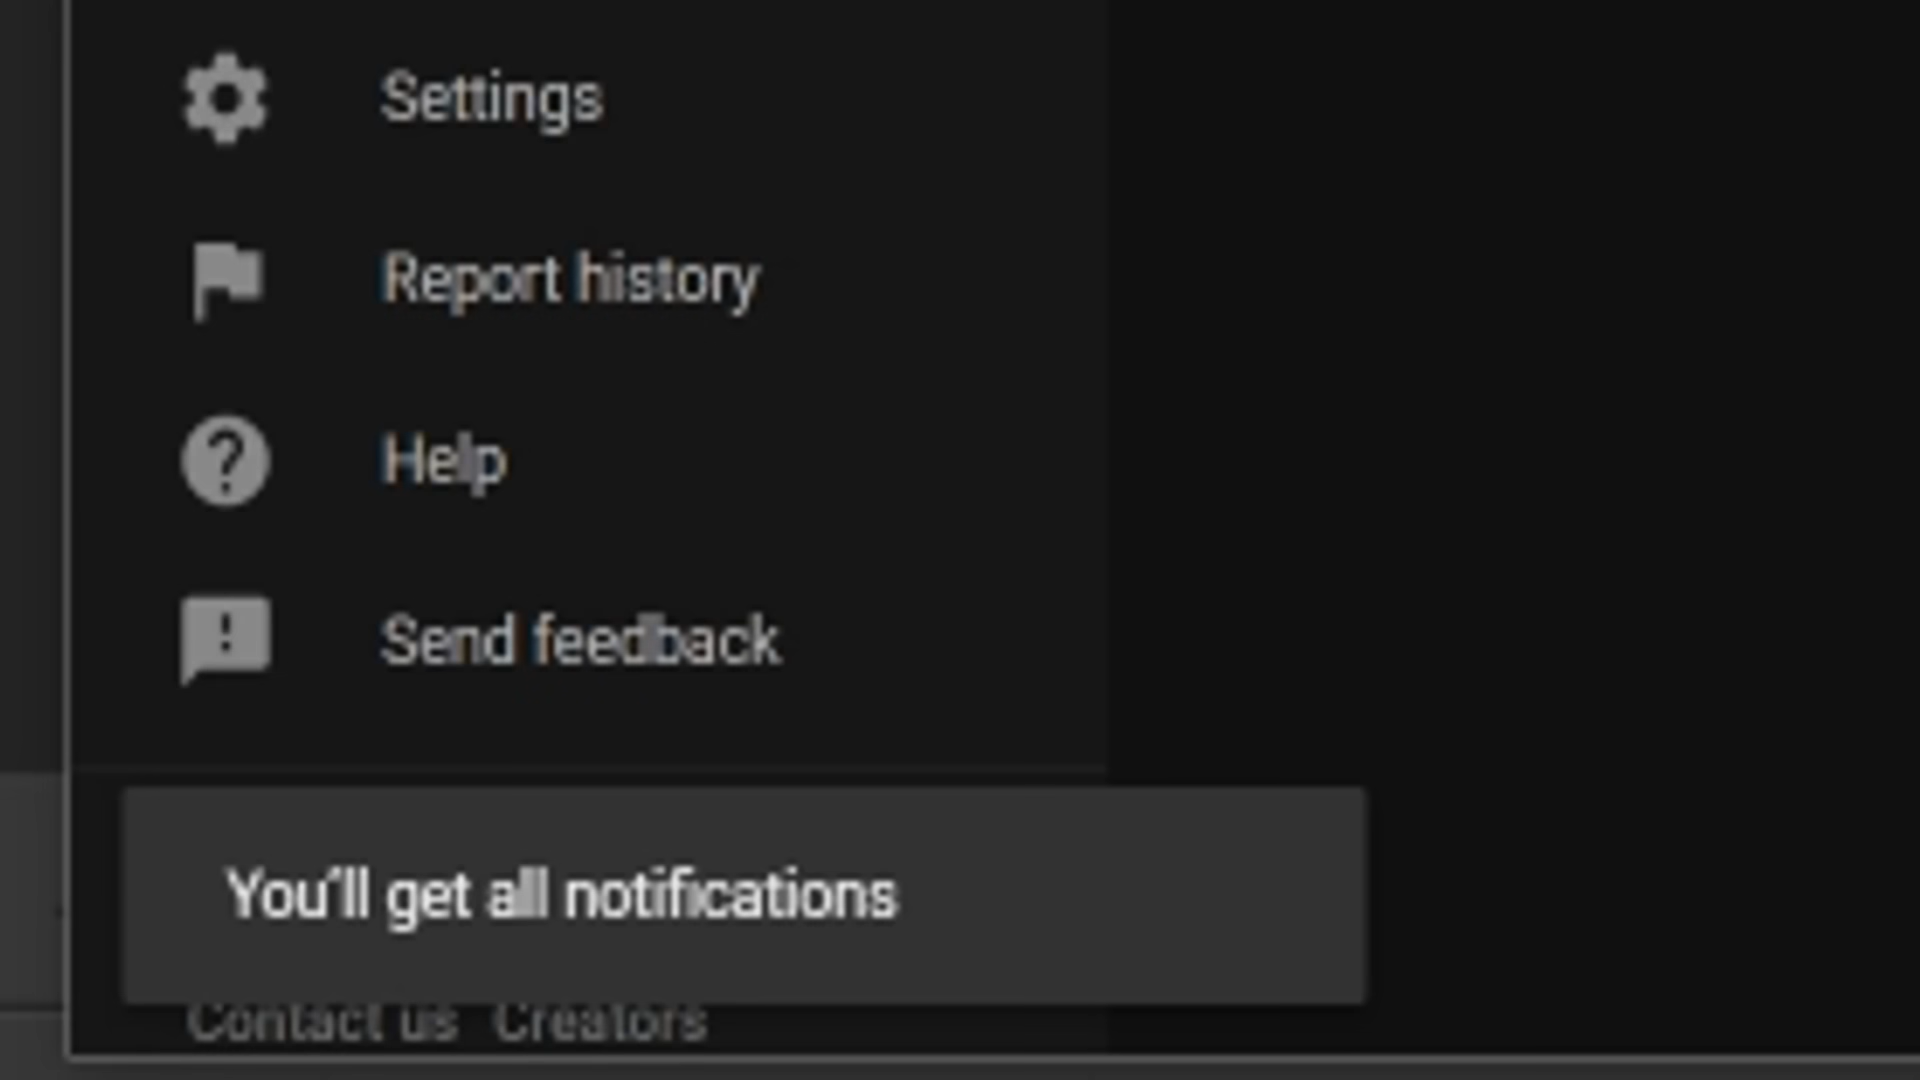 Settings
Report history
Help
Send feedback
You'll get all notifications
Contact us Creators